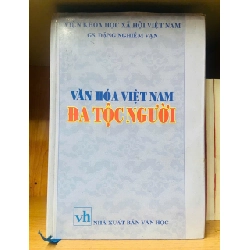 VIỆN KHOA HỌC XÃ HỘI VIỆT NAM
GS. ĐẶNG NGHIÊM VẠN
VĂN HÓA VIỆT NAM
ĐA TỘC NGƯỜI
vh
NHÀ XUẤT BẢN VĂN HỌC